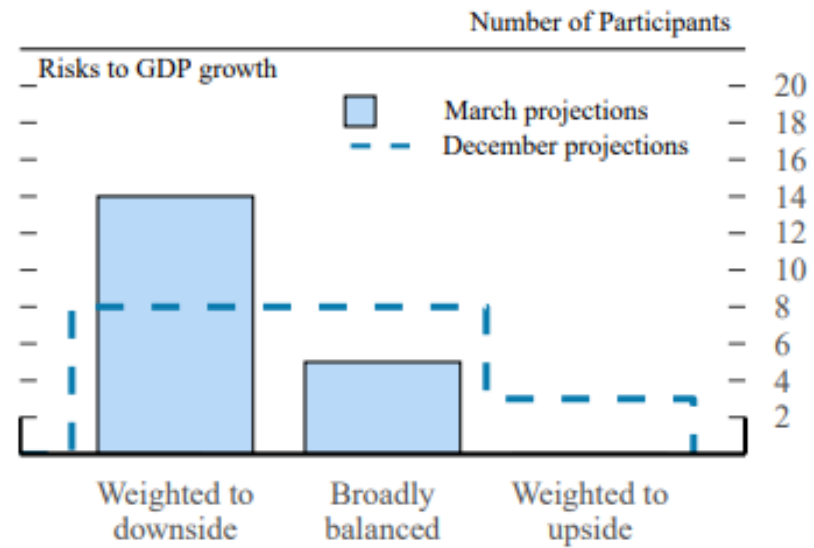 Number of Participants
Risks to GDP growth
March projections
December projections
20
18
16
14
12
10
8
6
4
2
Weighted to
downside
Broadly
balanced
Weighted to
upside